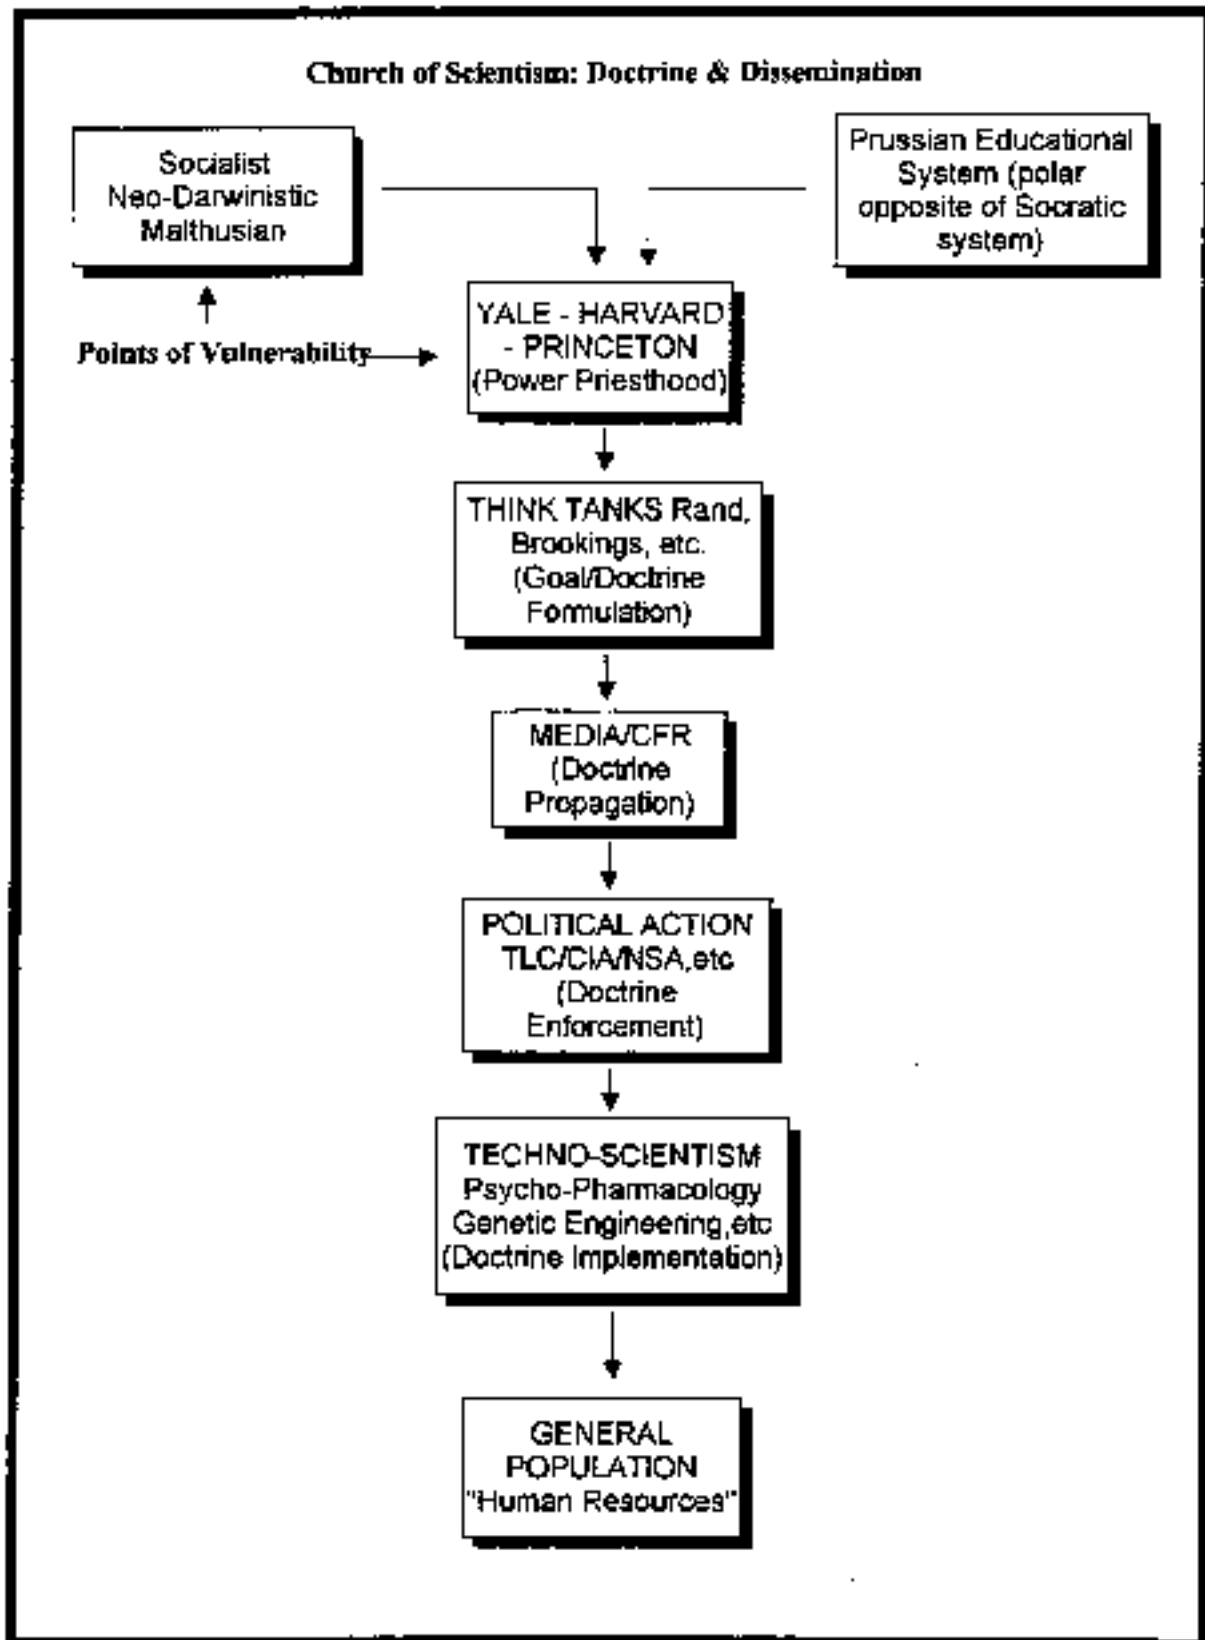 Church of Scientism: Doctrine & Dissemination
Socialist
Neo-Darwinistic
Malthusian
Prussian Educational
System (polar
opposite of Socratic
system)
Points of Vulnerability
YALE - HARVARD
- PRINCETON
(Power Priesthood)
THINK TANKS Rand,
Brookings, etc.
(Goal/Doctrine
Formulation)
MEDIA/CFR
(Doctrine
Propagation)
POLITICAL ACTION
TLC/CIA/NSA,etc
(Doctrine
Enforcement)
TECHNO-SCIENTISM
Psycho-Pharmacology
Genetic Engineering,etc
(Doctrine Implementation)
GENERAL
POPULATION
"Human Resources"